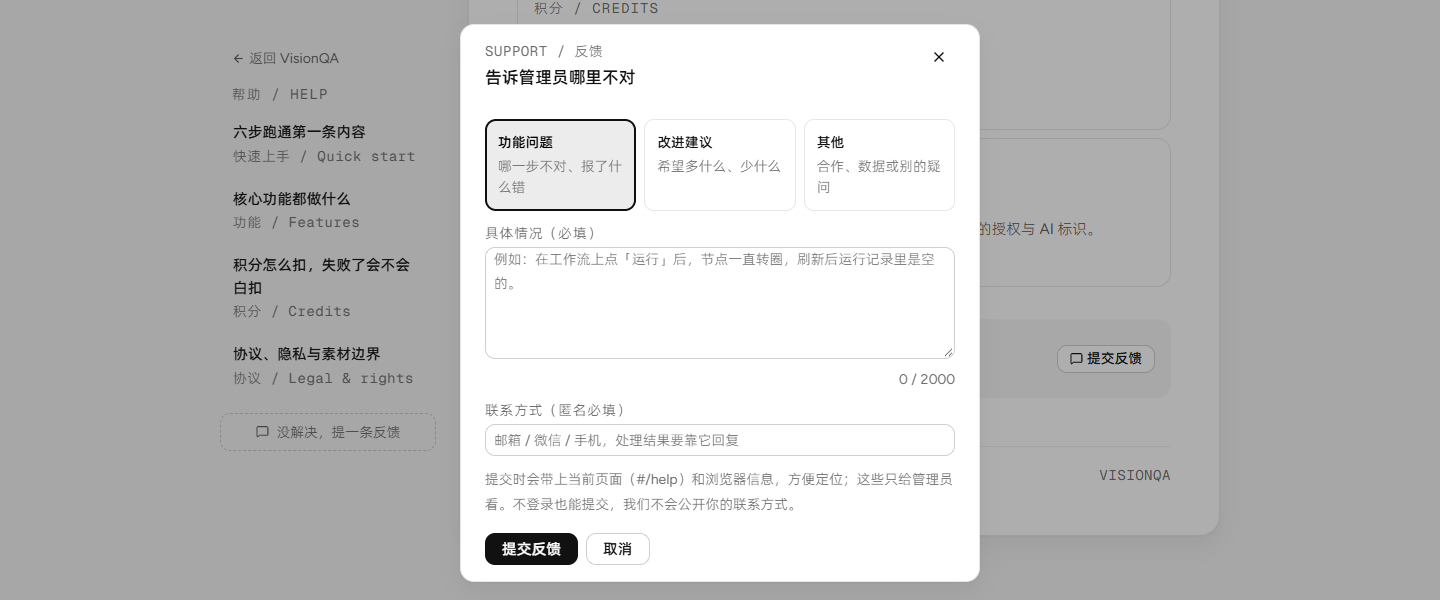 积分 / CREDITS
← 返回 VisionQA
帮助 / HELP
六步跑通第一条内容
快速上手 / Quick start
核心功能都做什么
功能 / Features
积分怎么扣，失败了会不会
白扣
积分 / Credits
协议、隐私与素材边界
协议 / Legal & rights
没解决，提一条反馈
SUPPORT / 反馈
告诉管理员哪里不对
功能问题
哪一步不对、报了什
么错
改进建议
希望多什么、少什么
其他
合作、数据或别的疑
问
具体情况（必填）
例如：在工作流上点「运行」后，节点一直转圈，刷新后运行记录里是空
的。
0 / 2000
联系方式（匿名必填）
邮箱 / 微信 / 手机，处理结果要靠它回复
提交时会带上当前页面（#/help）和浏览器信息，方便定位；这些只给管理员
看。不登录也能提交，我们不会公开你的联系方式。
提交反馈
取消
的授权与 AI 标识。
提交反馈
VISIONQA